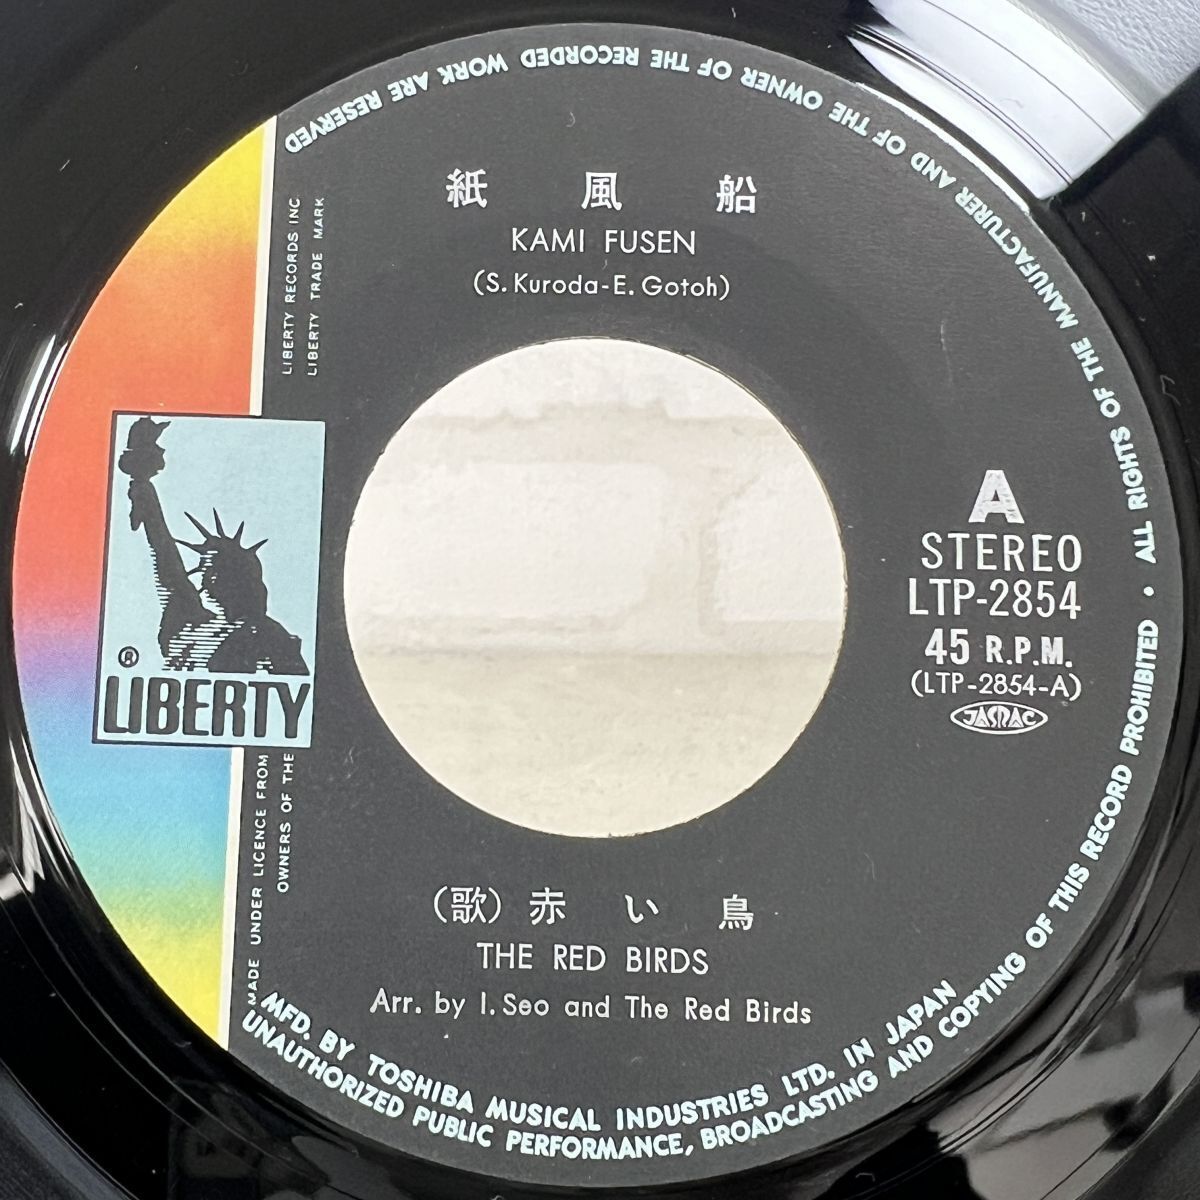 紙風船
KAMI FUSEN
(S. Kuroda-E. Gotoh)
LIBERTY RECORDS INC
LIBERTY TRADE MARK
® LIBERTY
MADE UNDER LICENCE FROM
OWNERS OF THE
A
STEREO
LTP-2854
45 R.P.M.
(LTP-2854-A)
JASRAC
(歌) 赤い鳥
THE RED BIRDS
Arr. by I. Seo and The Red Birds
MFD. BY TOSHIBA MUSICAL INDUSTRIES LTD. IN JAPAN
UNAUTHORIZED PUBLIC PERFORMANCE, BROADCASTING AND COPYING OF THIS RECORD PROHIBITED • ALL RIGHTS OF THE MANUFACTURER AND OF THE OWNER OF THE RECORDED WORK ARE RESERVED